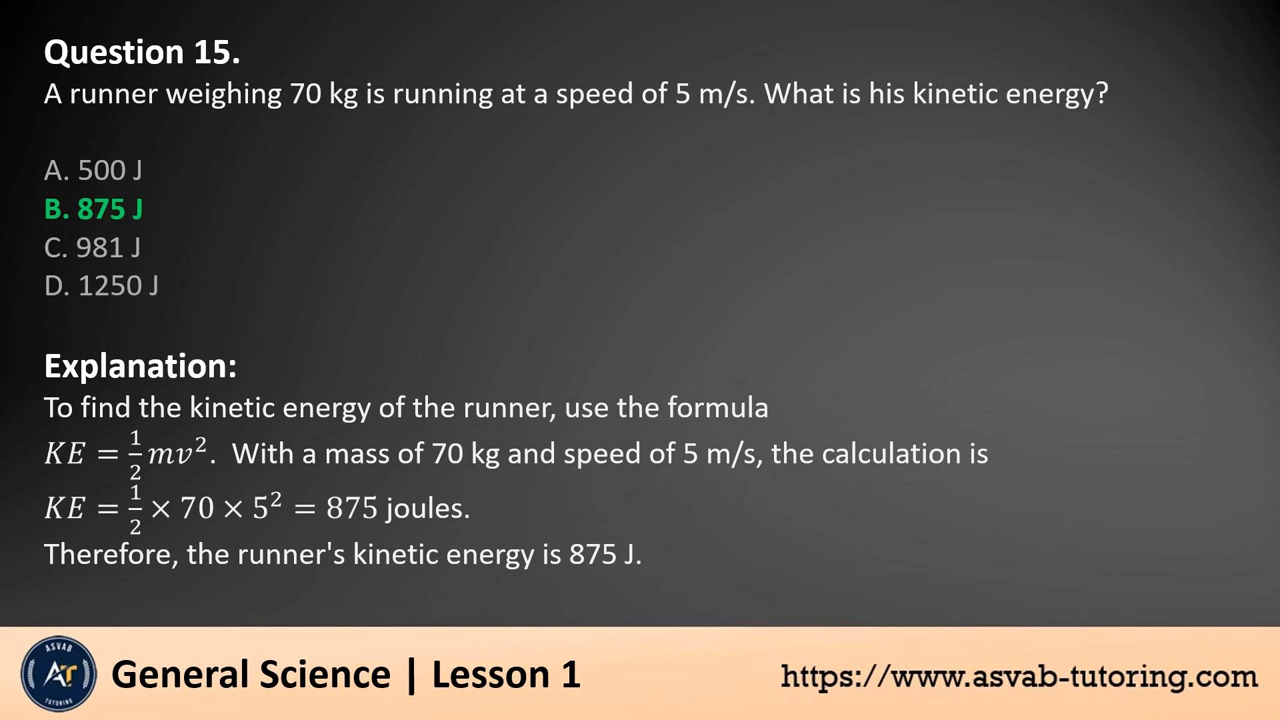 Question 15.
A runner weighing 70 kg is running at a speed of 5 m/s. What is his kinetic energy?
A. 500 J
B. 875 J
C. 981 J
D. 1250 J
Explanation:
To find the kinetic energy of the runner, use the formula
KE = 1/2 mv². With a mass of 70 kg and speed of 5 m/s, the calculation is
KE = 1/2 × 70 × 5² = 875 joules.
Therefore, the runner's kinetic energy is 875 J.
ASVAB
AT
TUTORING
General Science | Lesson 1
https://www.asvab-tutoring.com